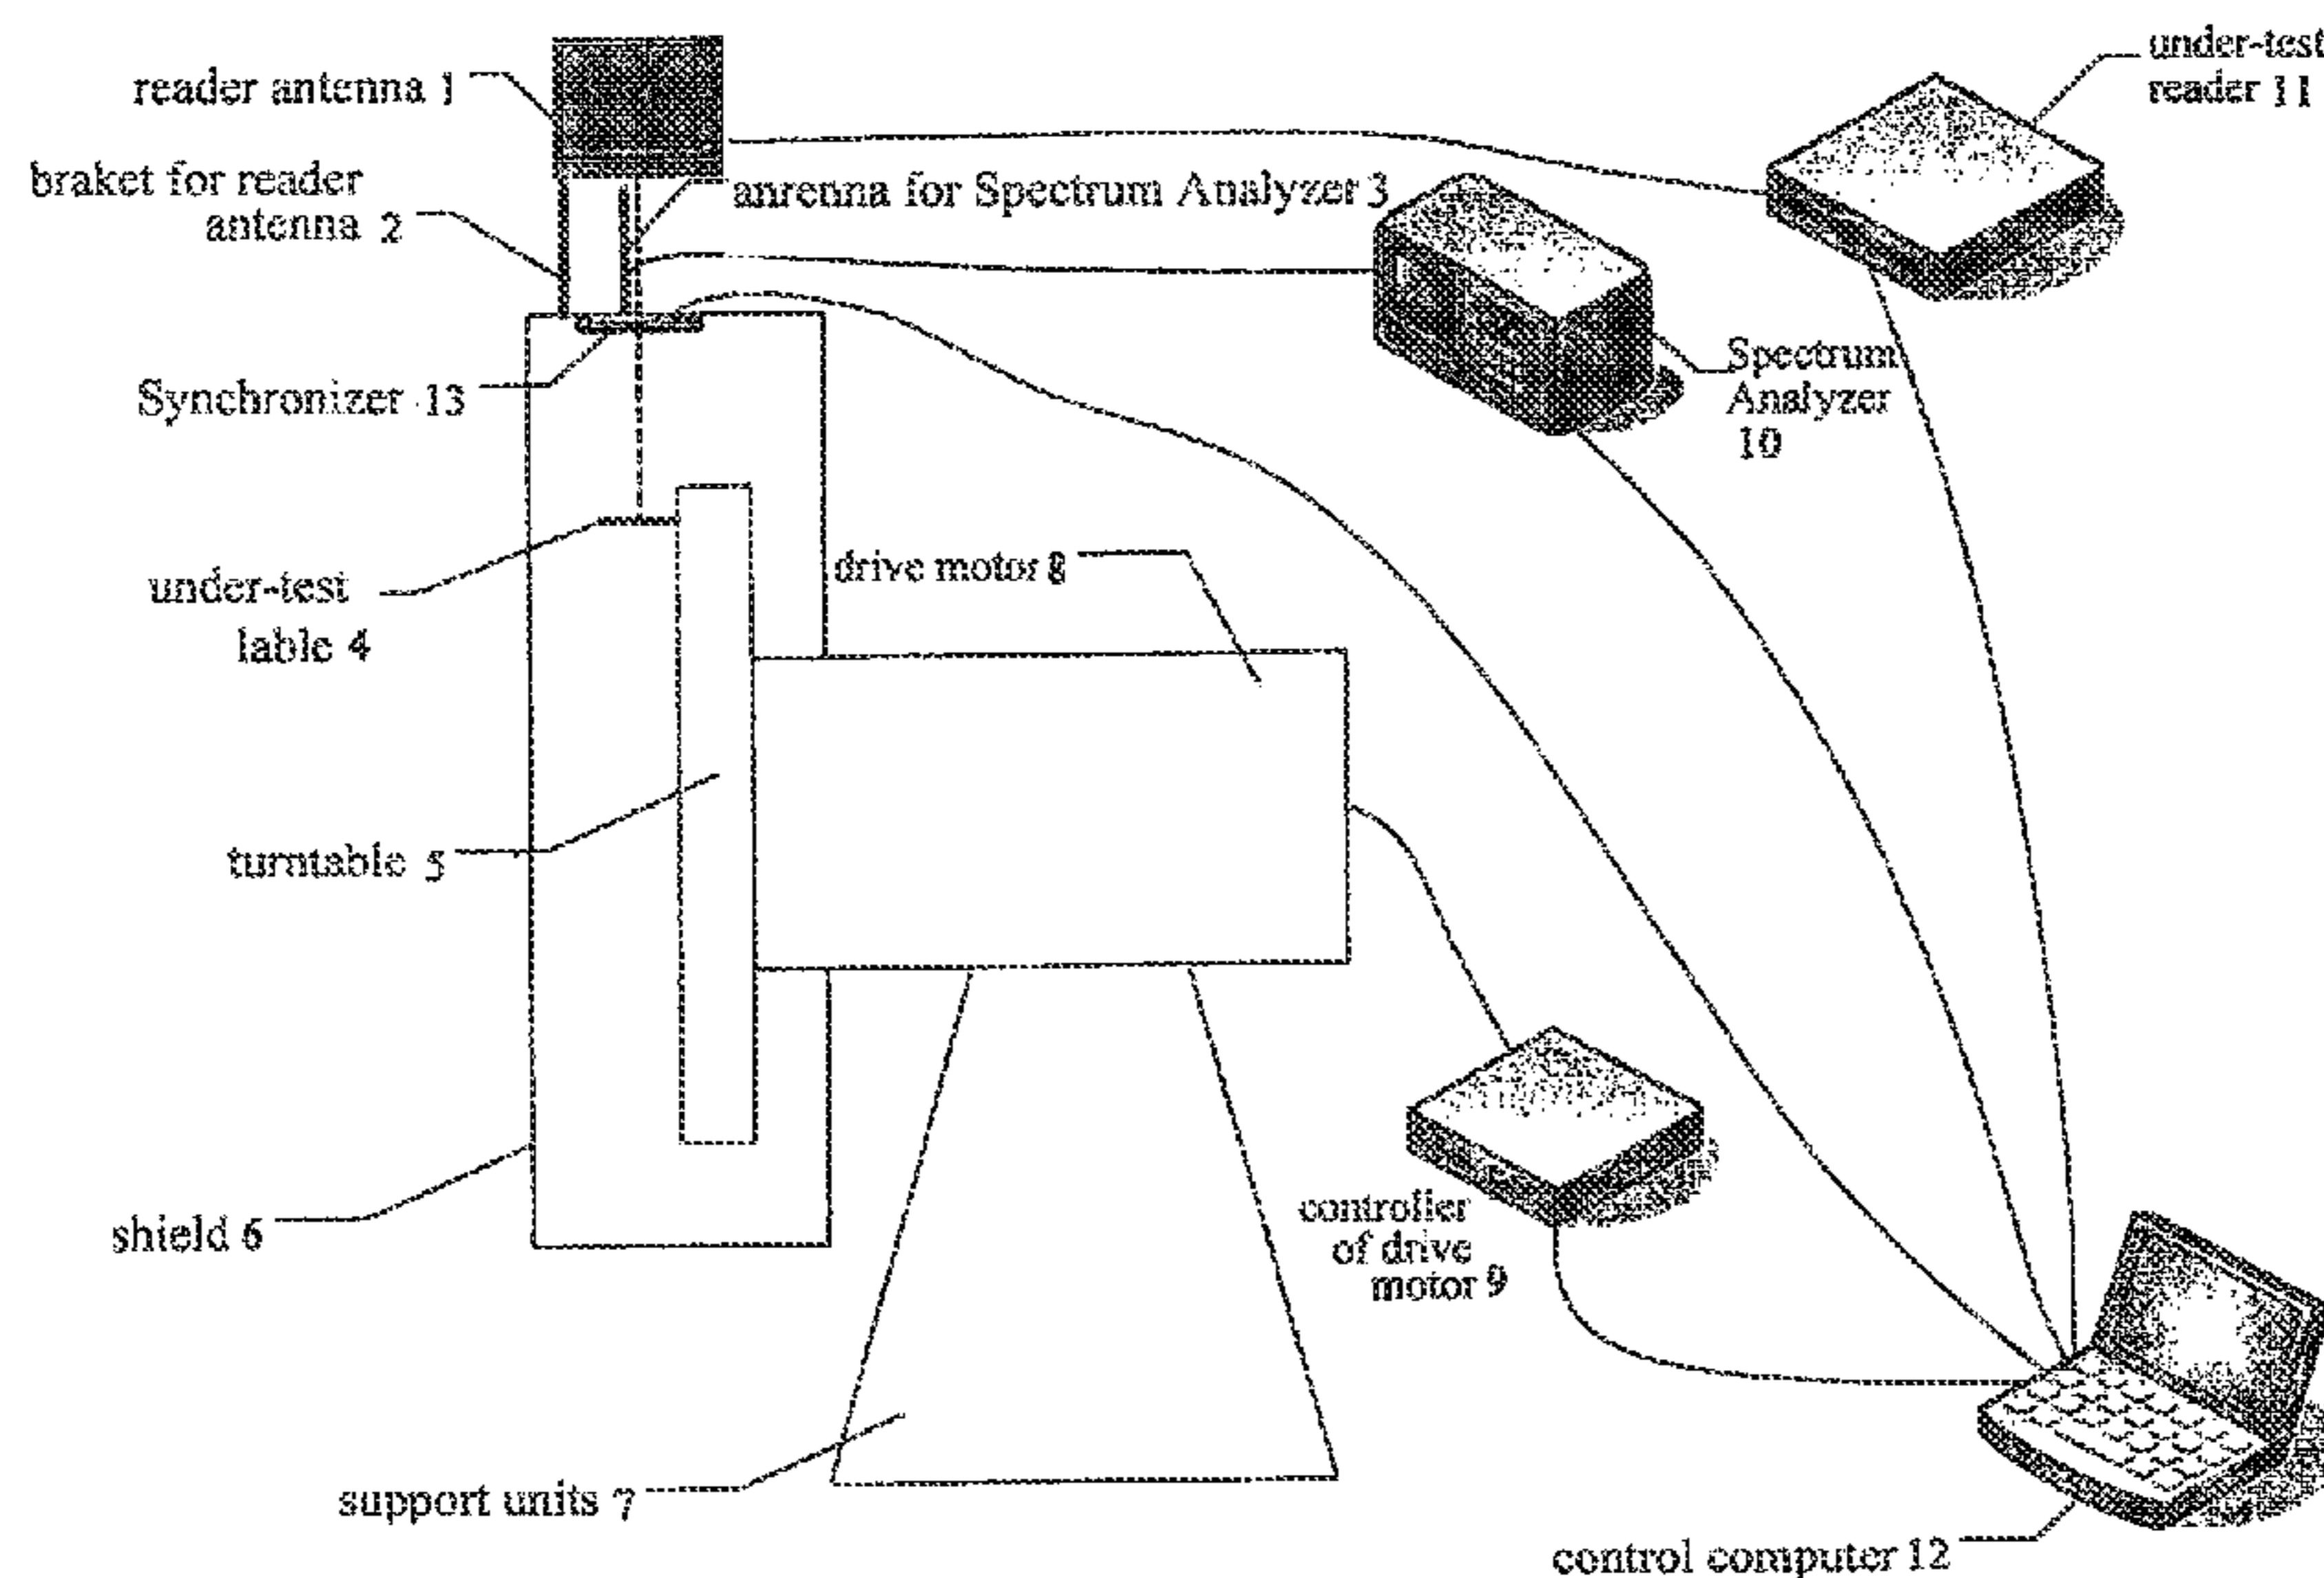 reader antenna 1
under-test
reader 11
braket for reader
antenna 2
anrenna for Spectrum Analyzer 3
Synchronizer 13
Spectrum
Analyzer
10
under-test
lable 4
drive motor 8
turntable 5
controller
of drive
motor 9
shield 6
support units 7
control computer 12